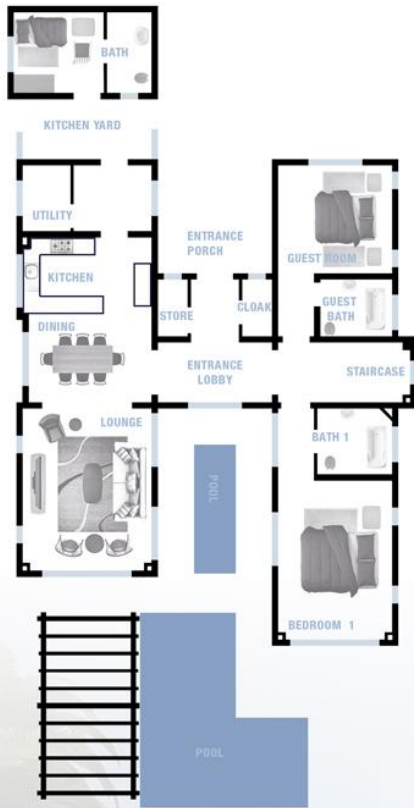 BATH
KITCHEN YARD
UTILITY
ENTRANCE
PORCH
GUEST ROOM
KITCHEN
GUEST
BATH
STORE
CLOAK
DINING
ENTRANCE
LOBBY
STAIRCASE
LOUNGE
BATH 1
POOL
BEDROOM 1
POOL